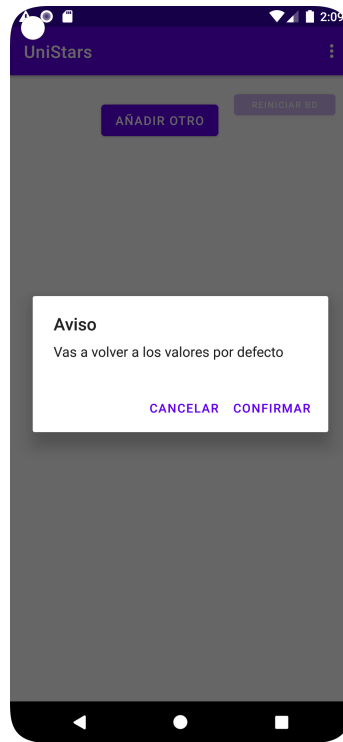 2:09
UniStars
AÑADIR OTRO
REINICIAR BD
Aviso
Vas a volver a los valores por defecto
CANCELAR CONFIRMAR